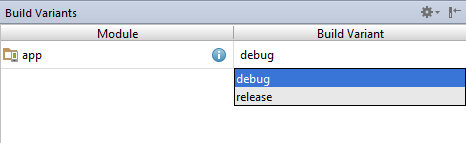 Build Variants
Module Build Variant
app debug
debug
release